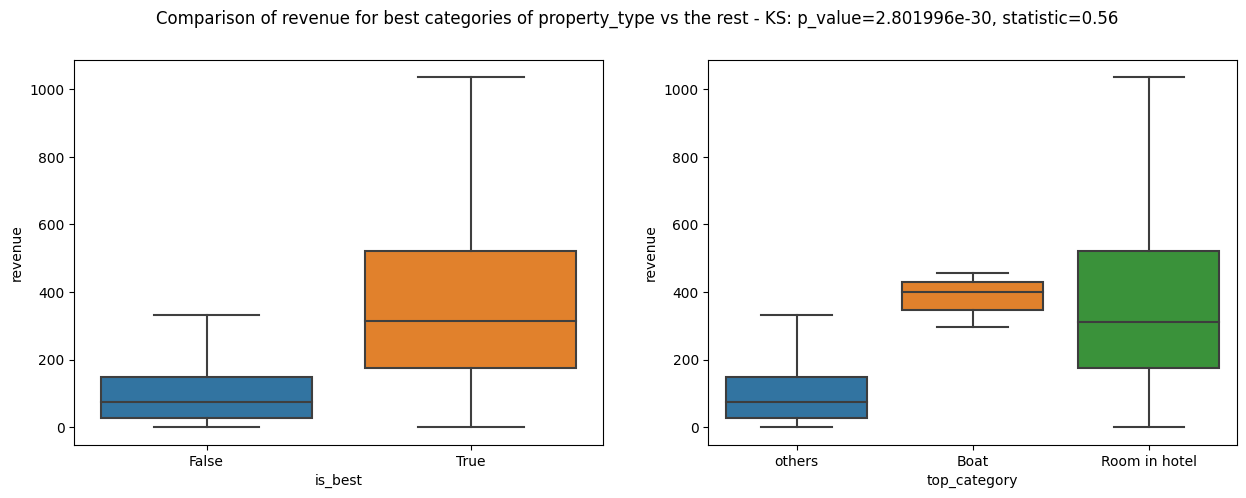 Comparison of revenue for best categories of property_type vs the rest - KS: p_value=2.801996e-30, statistic=0.56
1000
800
600
400
200
0
revenue
False
True
is_best
1000
800
600
400
200
0
revenue
others
Boat
Room in hotel
top_category